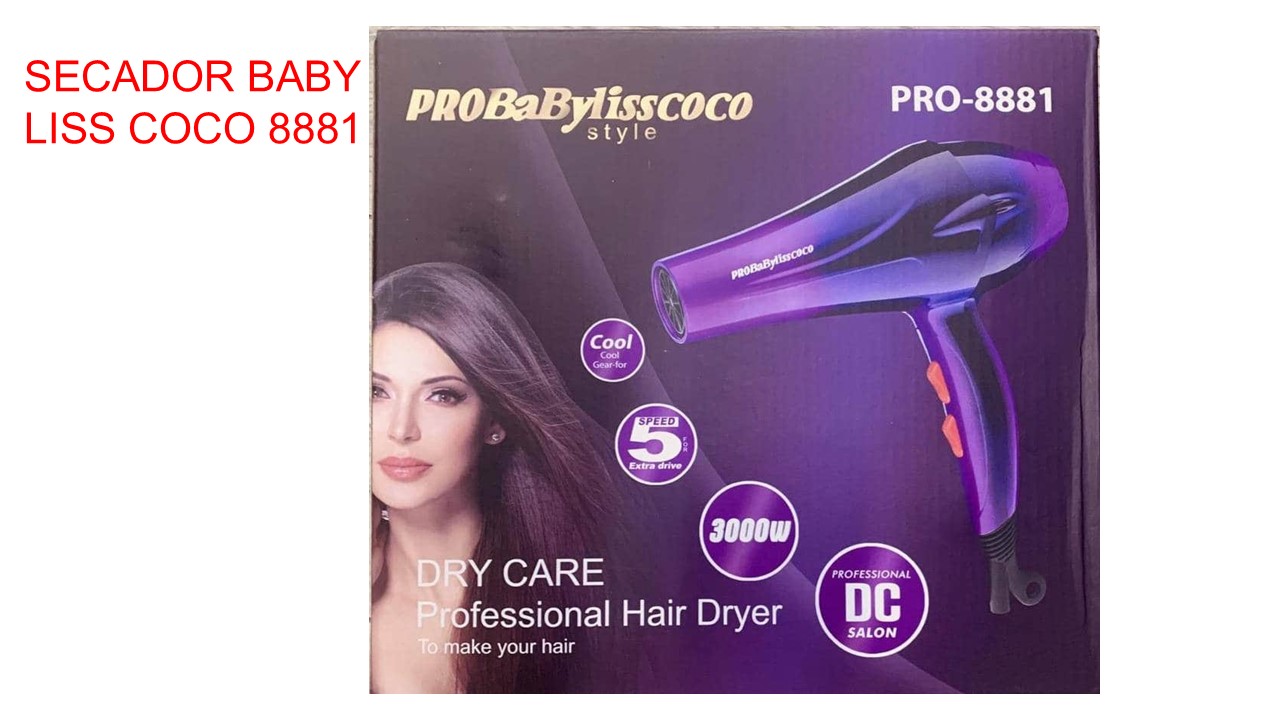 SECADOR BABY
LISS COCO 8881
PROBaBylisscoco
style
PRO-8881
PROBaBylisscoco
Cool
Cool
Gear-for
SPEED
5 FOR
Extra drive
3000w
PROFESSIONAL
DC
SALON
DRY CARE
Professional Hair Dryer
To make your hair